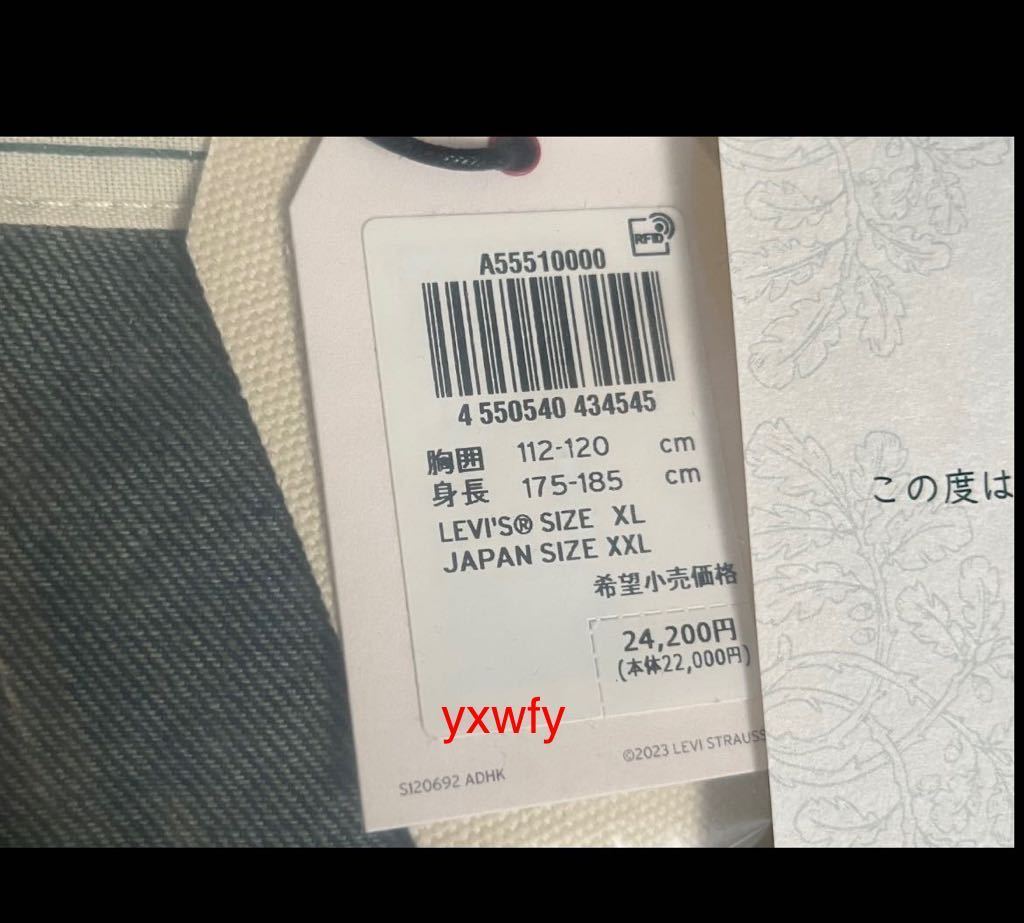 RFID
A55510000
4 550540 434545
胸囲 112-120 cm
身長 175-185 cm
LEVI'S® SIZE XL
JAPAN SIZE XXL
希望小売価格
24,200円
(本体22,000円)
yxwfy
S120692 ADHK
©2023 LEVI STRAUSS
この度は